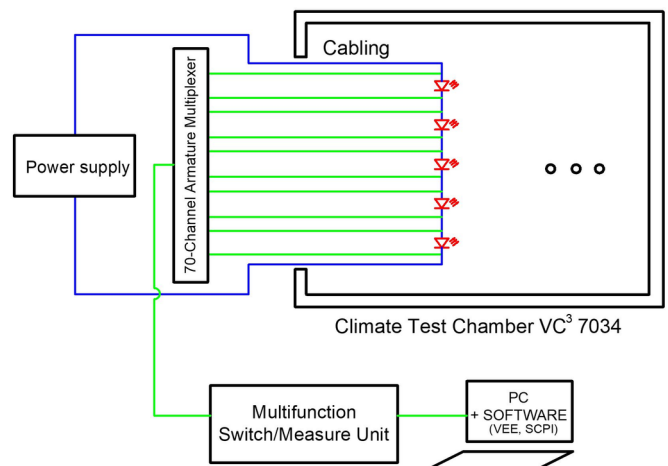 Cabling
70-Channel Armature Multiplexer
Power supply
Climate Test Chamber VC³ 7034
Multifunction
Switch/Measure Unit
PC
+ SOFTWARE
(VEE, SCPI)